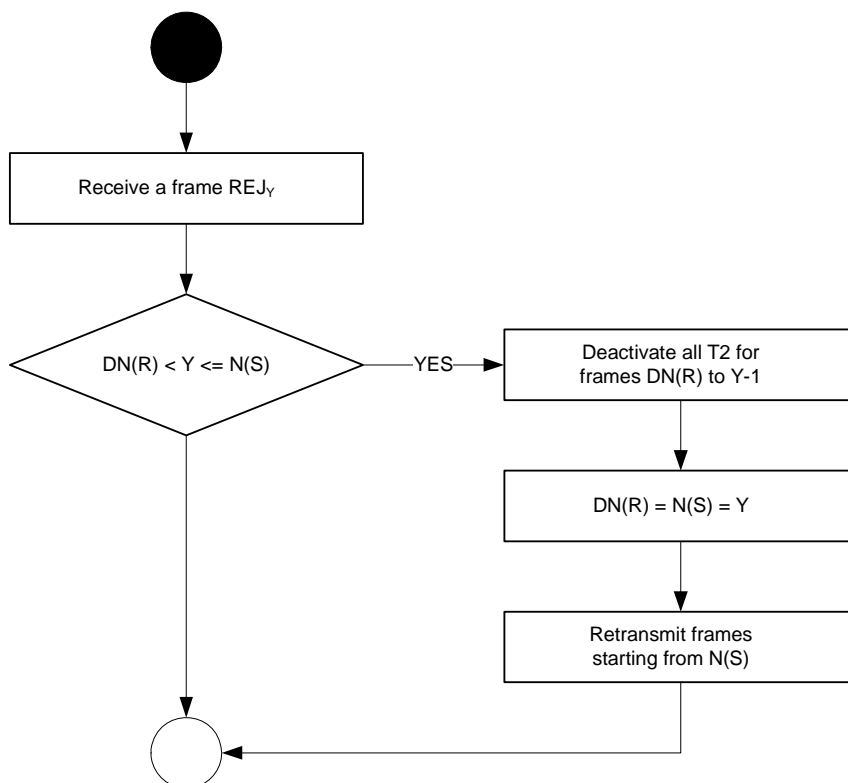 Receive a frame REJY
DN(R) < Y <= N(S)
YES
Deactivate all T2 for
frames DN(R) to Y-1
DN(R) = N(S) = Y
Retransmit frames
starting from N(S)